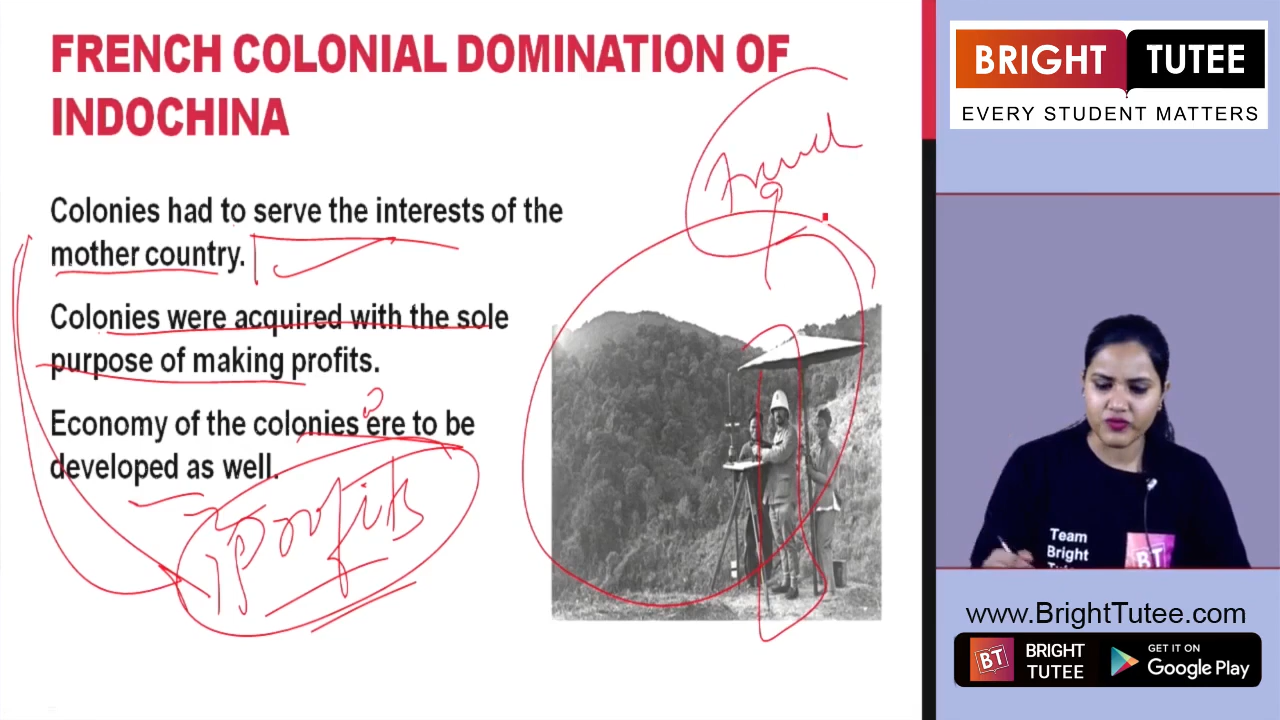 FRENCH COLONIAL DOMINATION OF
INDOCHINA
Colonies had to serve the interests of the
mother country.
Colonies were acquired with the sole
purpose of making profits.
Economy of the colonies ere to be
developed as well.
Profits
French
BRIGHT TUTEE
EVERY STUDENT MATTERS
Team
Bright
BT
www.BrightTutee.com
BT
BRIGHT
TUTEE
GET IT ON
Google Play